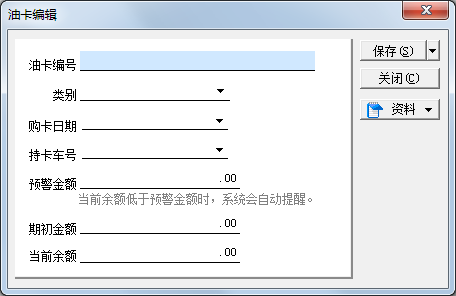 油卡编辑
油卡编号
保存(S)
类别
关闭(C)
资料
购卡日期
持卡车号
预警金额 .00
当前余额低于预警金额时，系统会自动提醒。
期初金额 .00
当前余额 .00